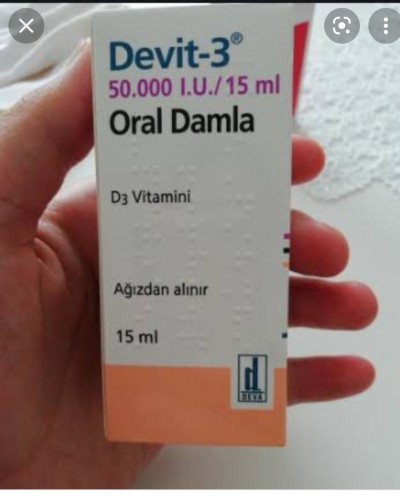 Devit-3®
50.000 I.U./15 ml
Oral Damla
D3 Vitamini
Ağızdan alınır
15 ml
DEVA